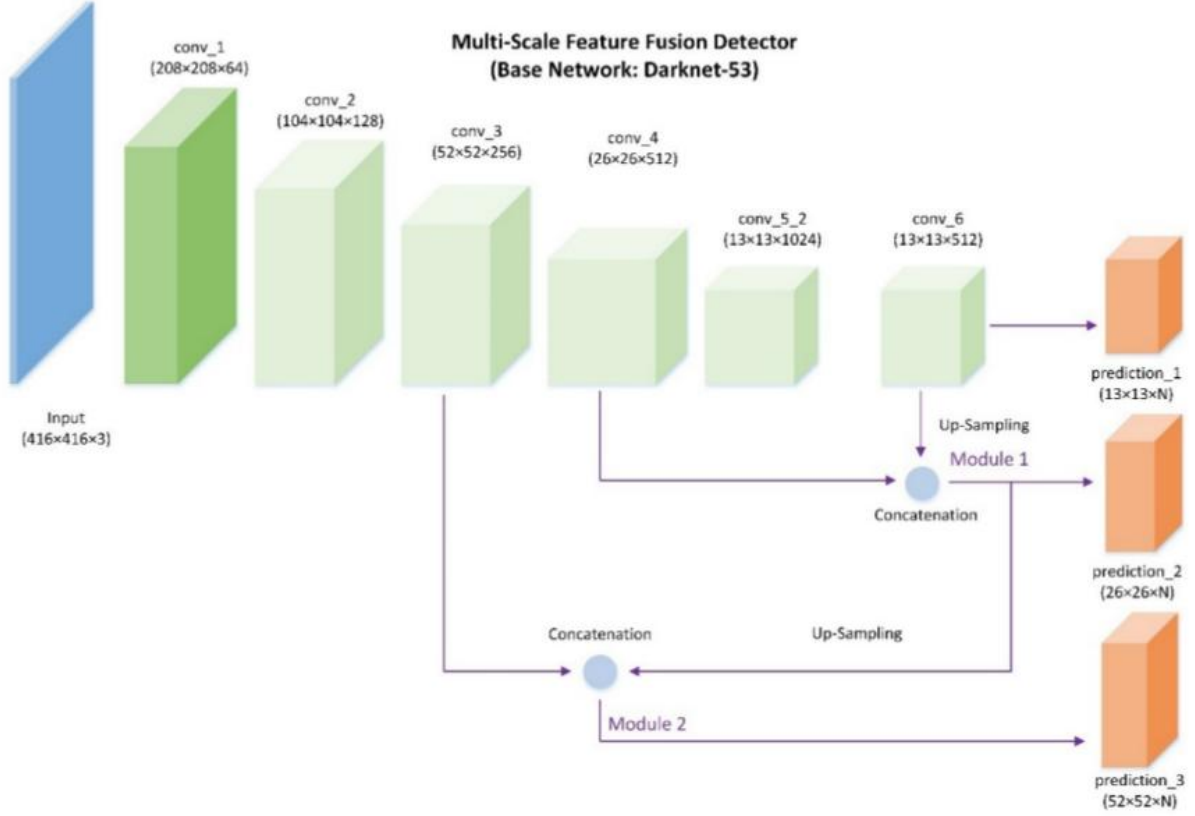 Multi-Scale Feature Fusion Detector
(Base Network: Darknet-53)
conv_1
(208×208×64)
conv_2
(104×104×128)
conv_3
(52×52×256)
conv_4
(26×26×512)
conv_5_2
(13×13×1024)
conv_6
(13×13×512)
Input
(416×416×3)
prediction_1
(13×13×N)
Up-Sampling
Module 1
Concatenation
prediction_2
(26×26×N)
Concatenation
Up-Sampling
Module 2
prediction_3
(52×52×N)